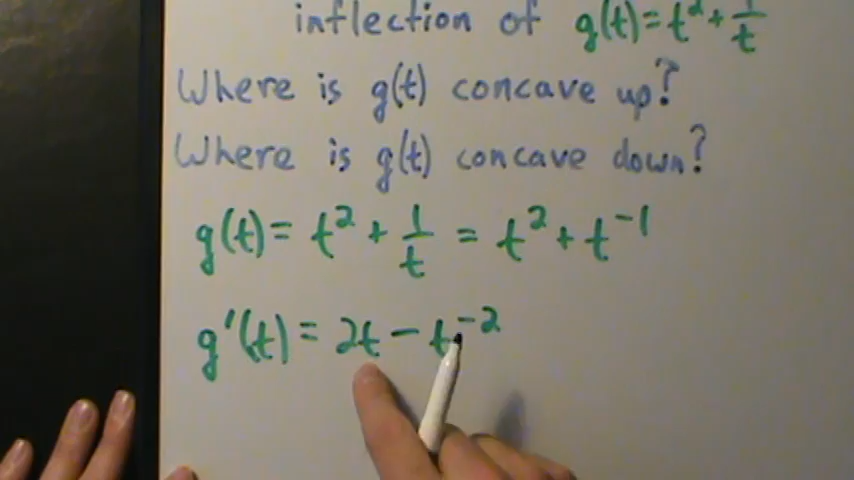 inflection of g(t) = t² + 1/t
Where is g(t) concave up?
Where is g(t) concave down?
g(t) = t² + 1/t = t² + t⁻¹
g'(t) = 2t - t⁻²